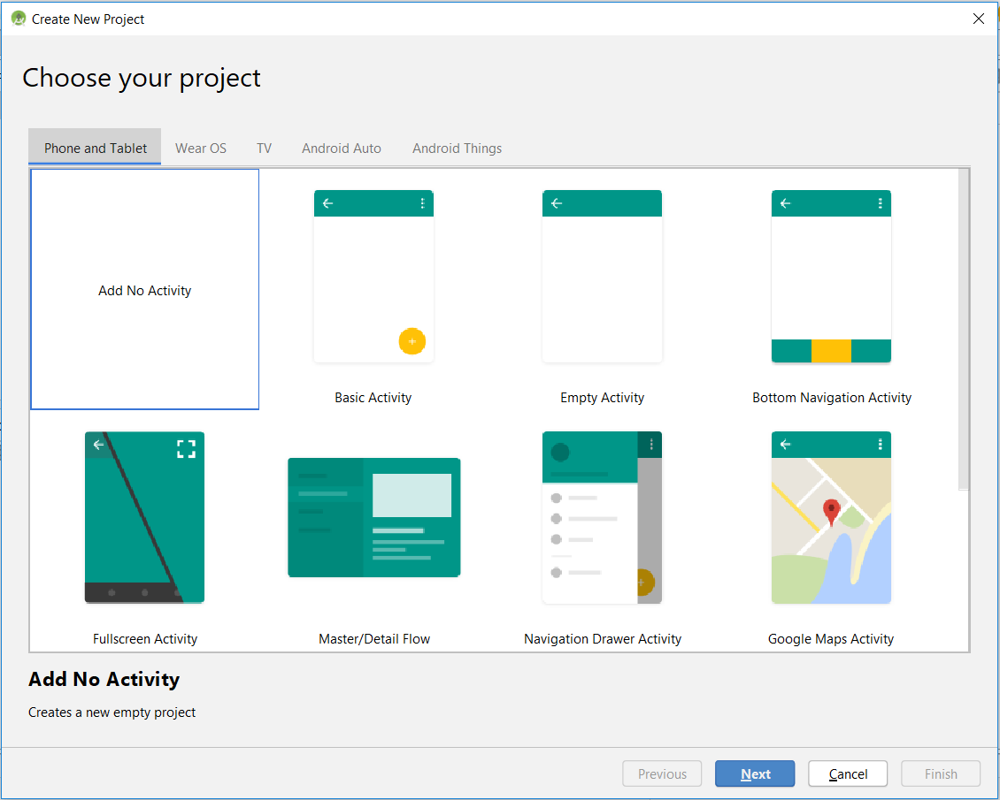 Create New Project
Choose your project
Phone and Tablet Wear OS TV Android Auto Android Things
Add No Activity
Basic Activity Empty Activity Bottom Navigation Activity
Fullscreen Activity Master/Detail Flow Navigation Drawer Activity Google Maps Activity
Add No Activity
Creates a new empty project
Previous Next Cancel Finish